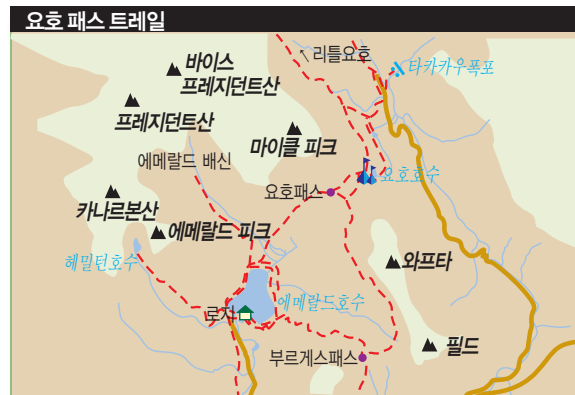 요호 패스 트레일
↖리틀요호
바이스
프레지던트산
타카카우폭포
프레지던트산
마이클 피크
에메랄드 배신
요호호수
요호패스
카나르본산
에메랄드 피크
헤밀턴호수
와프타
에메랄드호수
로지
부르게스패스
필드